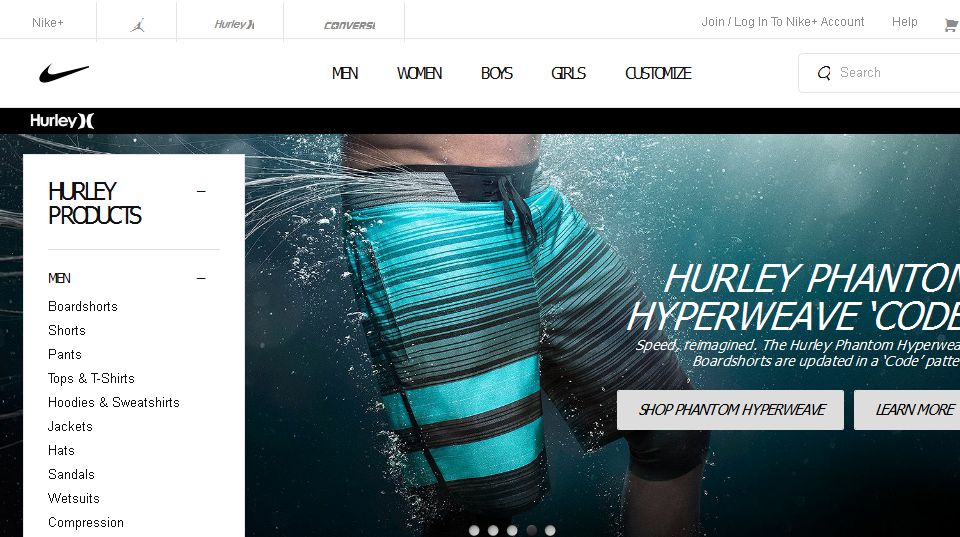 Nike+
Hurley
CONVERSE
Join / Log In To Nike+ Account
Help
MEN
WOMEN
BOYS
GIRLS
CUSTOMIZE
Search
Hurley
HURLEY
PRODUCTS
MEN
Boardshorts
Shorts
Pants
Tops & T-Shirts
Hoodies & Sweatshirts
Jackets
Hats
Sandals
Wetsuits
Compression
HURLEY PHANTOM
HYPERWEAVE ‘CODE
Speed, reimagined. The Hurley Phantom Hyperwea
Boardshorts are updated in a ‘Code’ patte
SHOP PHANTOM HYPERWEAVE
LEARN MORE